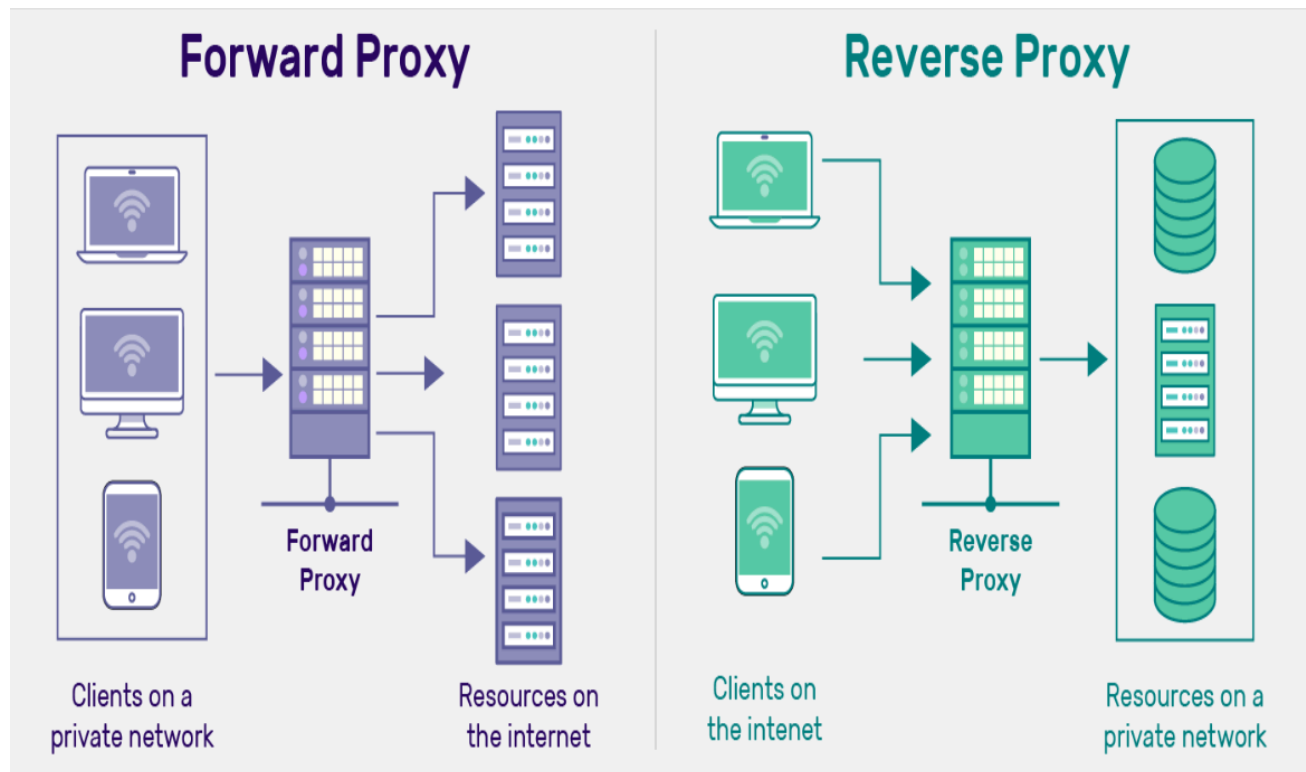 Forward Proxy
Forward
Proxy
Clients on a
private network
Resources on
the internet
Reverse Proxy
Reverse
Proxy
Clients on
the intenet
Resources on a
private network